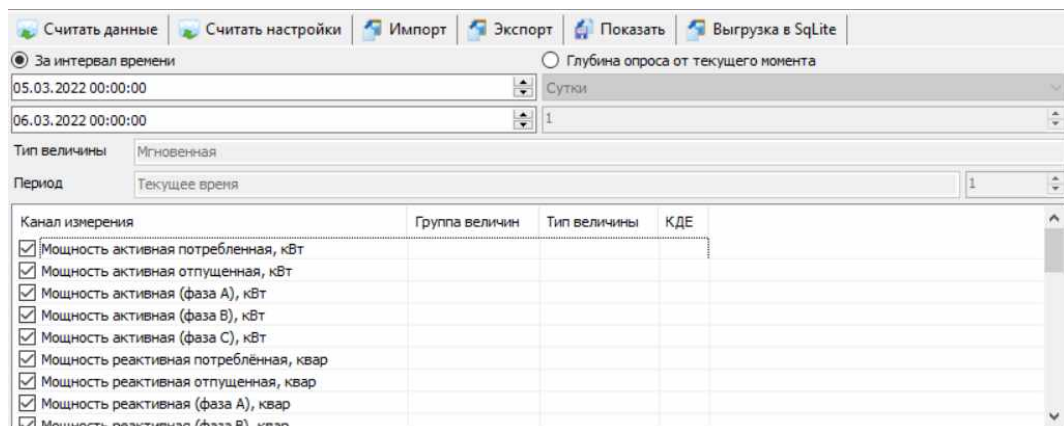 Считать данные Считать настройки Импорт Экспорт Показать Выгрузка в SqLite
За интервал времени Глубина опроса от текущего момента
05.03.2022 00:00:00 Сутки
06.03.2022 00:00:00 1
Тип величины Мгновенная
Период Текущее время 1
Канал измерения Группа величин Тип величины КДЕ
Мощность активная потребленная, кВт
Мощность активная отпущенная, кВт
Мощность активная (фаза A), кВт
Мощность активная (фаза B), кВт
Мощность активная (фаза C), кВт
Мощность реактивная потреблённая, квар
Мощность реактивная отпущенная, квар
Мощность реактивная (фаза A), квар
Мощность реактивная (фаза B), квар